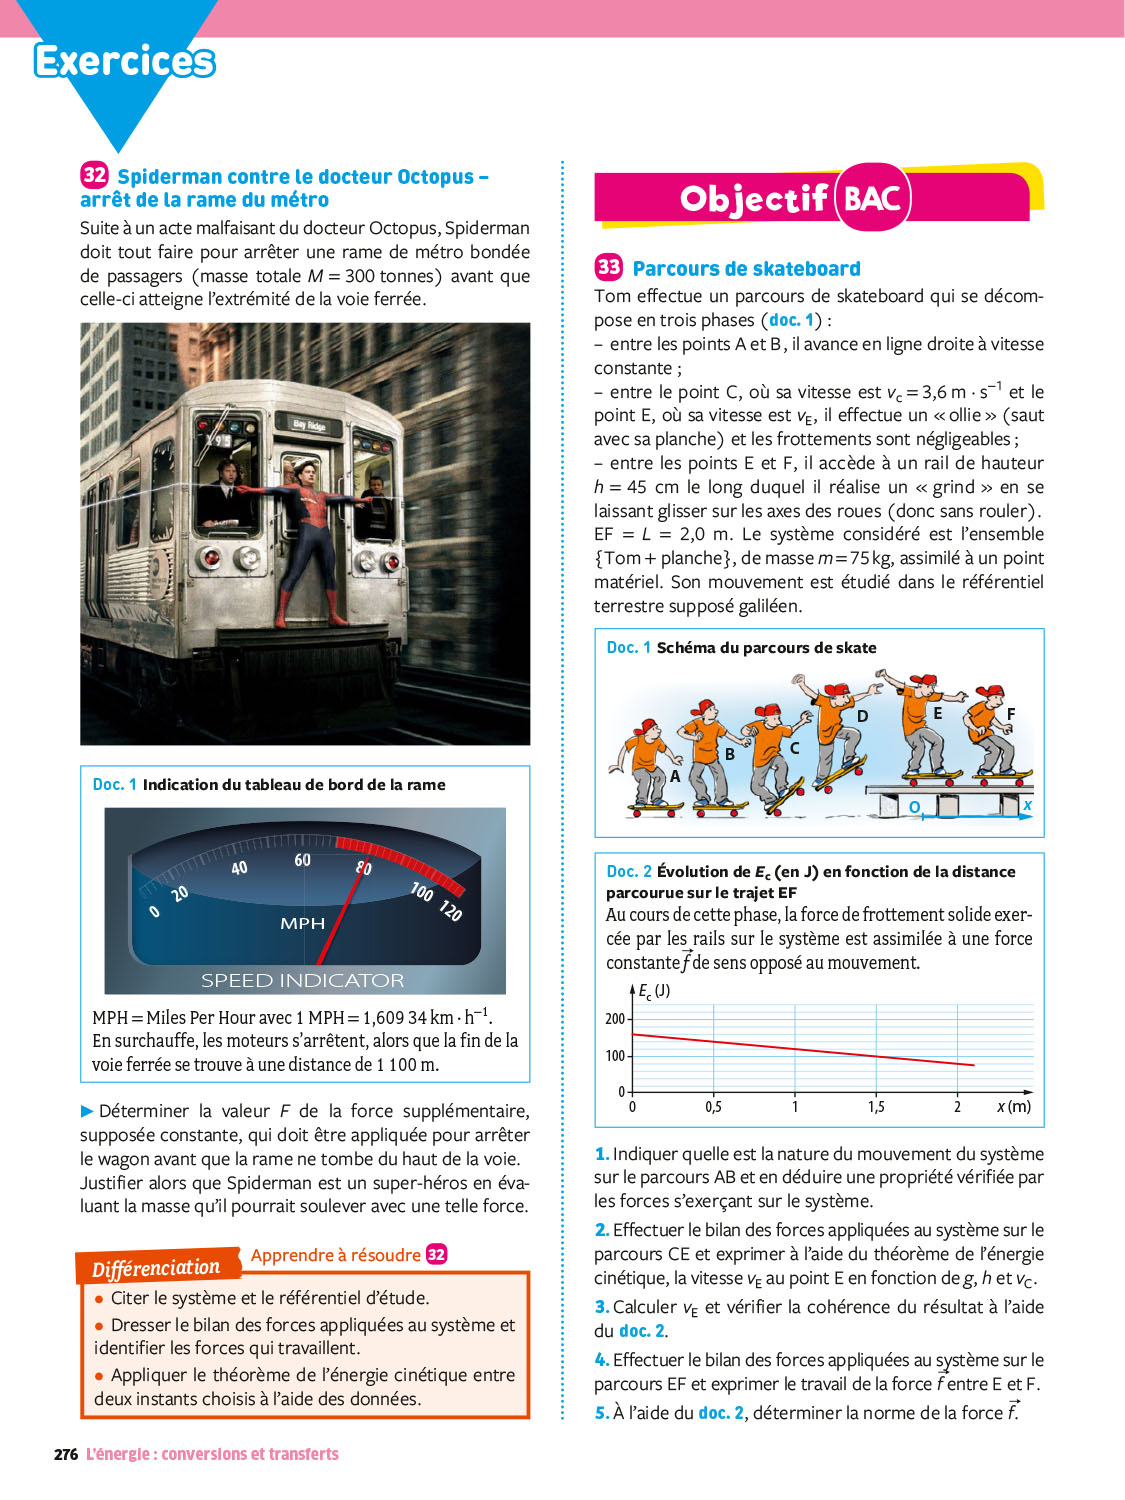 Exercices
32 Spiderman contre le docteur Octopus –
arrêt de la rame du métro
Suite à un acte malfaisant du docteur Octopus, Spiderman
doit tout faire pour arrêter une rame de métro bondée
de passagers (masse totale M = 300 tonnes) avant que
celle-ci atteigne l'extrémité de la voie ferrée.
Bay Ridge
Doc. 1 Indication du tableau de bord de la rame
0 20 40 60 80 100 120
MPH
SPEED INDICATOR
MPH = Miles Per Hour avec 1 MPH = 1,609 34 km · h⁻¹.
En surchauffe, les moteurs s'arrêtent, alors que la fin de la
voie ferrée se trouve à une distance de 1 100 m.
▶ Déterminer la valeur F de la force supplémentaire,
supposée constante, qui doit être appliquée pour arrêter
le wagon avant que la rame ne tombe du haut de la voie.
Justifier alors que Spiderman est un super-héros en éva-
luant la masse qu'il pourrait soulever avec une telle force.
Différenciation Apprendre à résoudre 32
• Citer le système et le référentiel d'étude.
• Dresser le bilan des forces appliquées au système et
identifier les forces qui travaillent.
• Appliquer le théorème de l'énergie cinétique entre
deux instants choisis à l'aide des données.
276 L'énergie : conversions et transferts
Objectif BAC
33 Parcours de skateboard
Tom effectue un parcours de skateboard qui se décom-
pose en trois phases (doc. 1) :
– entre les points A et B, il avance en ligne droite à vitesse
constante ;
– entre le point C, où sa vitesse est v_C = 3,6 m · s⁻¹ et le
point E, où sa vitesse est v_E, il effectue un « ollie » (saut
avec sa planche) et les frottements sont négligeables ;
– entre les points E et F, il accède à un rail de hauteur
h = 45 cm le long duquel il réalise un « grind » en se
laissant glisser sur les axes des roues (donc sans rouler).
EF = L = 2,0 m. Le système considéré est l'ensemble
{Tom + planche}, de masse m = 75 kg, assimilé à un point
matériel. Son mouvement est étudié dans le référentiel
terrestre supposé galiléen.
Doc. 1 Schéma du parcours de skate
A B C D E F
O x
Doc. 2 Évolution de E_c (en J) en fonction de la distance
parcourue sur le trajet EF
Au cours de cette phase, la force de frottement solide exer-
cée par les rails sur le système est assimilée à une force
constante f⃗ de sens opposé au mouvement.
E_c (J)
200
100
0
0 0,5 1 1,5 2 x (m)
1. Indiquer quelle est la nature du mouvement du système
sur le parcours AB et en déduire une propriété vérifiée par
les forces s'exerçant sur le système.
2. Effectuer le bilan des forces appliquées au système sur le
parcours CE et exprimer à l'aide du théorème de l'énergie
cinétique, la vitesse v_E au point E en fonction de g, h et v_C.
3. Calculer v_E et vérifier la cohérence du résultat à l'aide
du doc. 2.
4. Effectuer le bilan des forces appliquées au système sur le
parcours EF et exprimer le travail de la force f⃗ entre E et F.
5. À l'aide du doc. 2, déterminer la norme de la force f⃗.